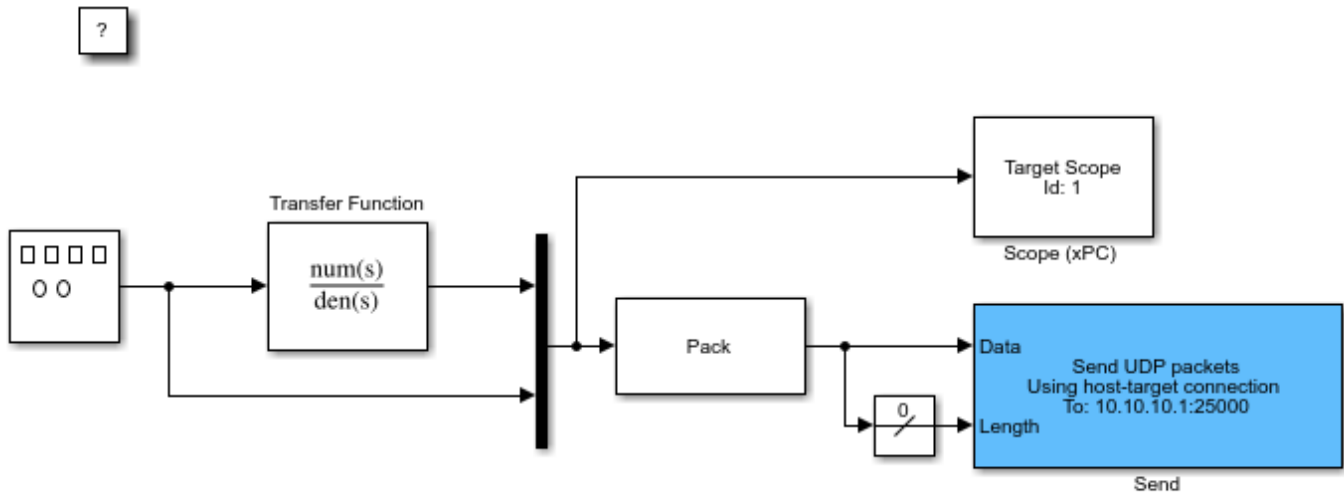 ?
Target Scope
Id: 1
Scope (xPC)
Transfer Function
num(s)
den(s)
Pack
Data
Send UDP packets
Using host-target connection
To: 10.10.10.1:25000
0
Length
Send